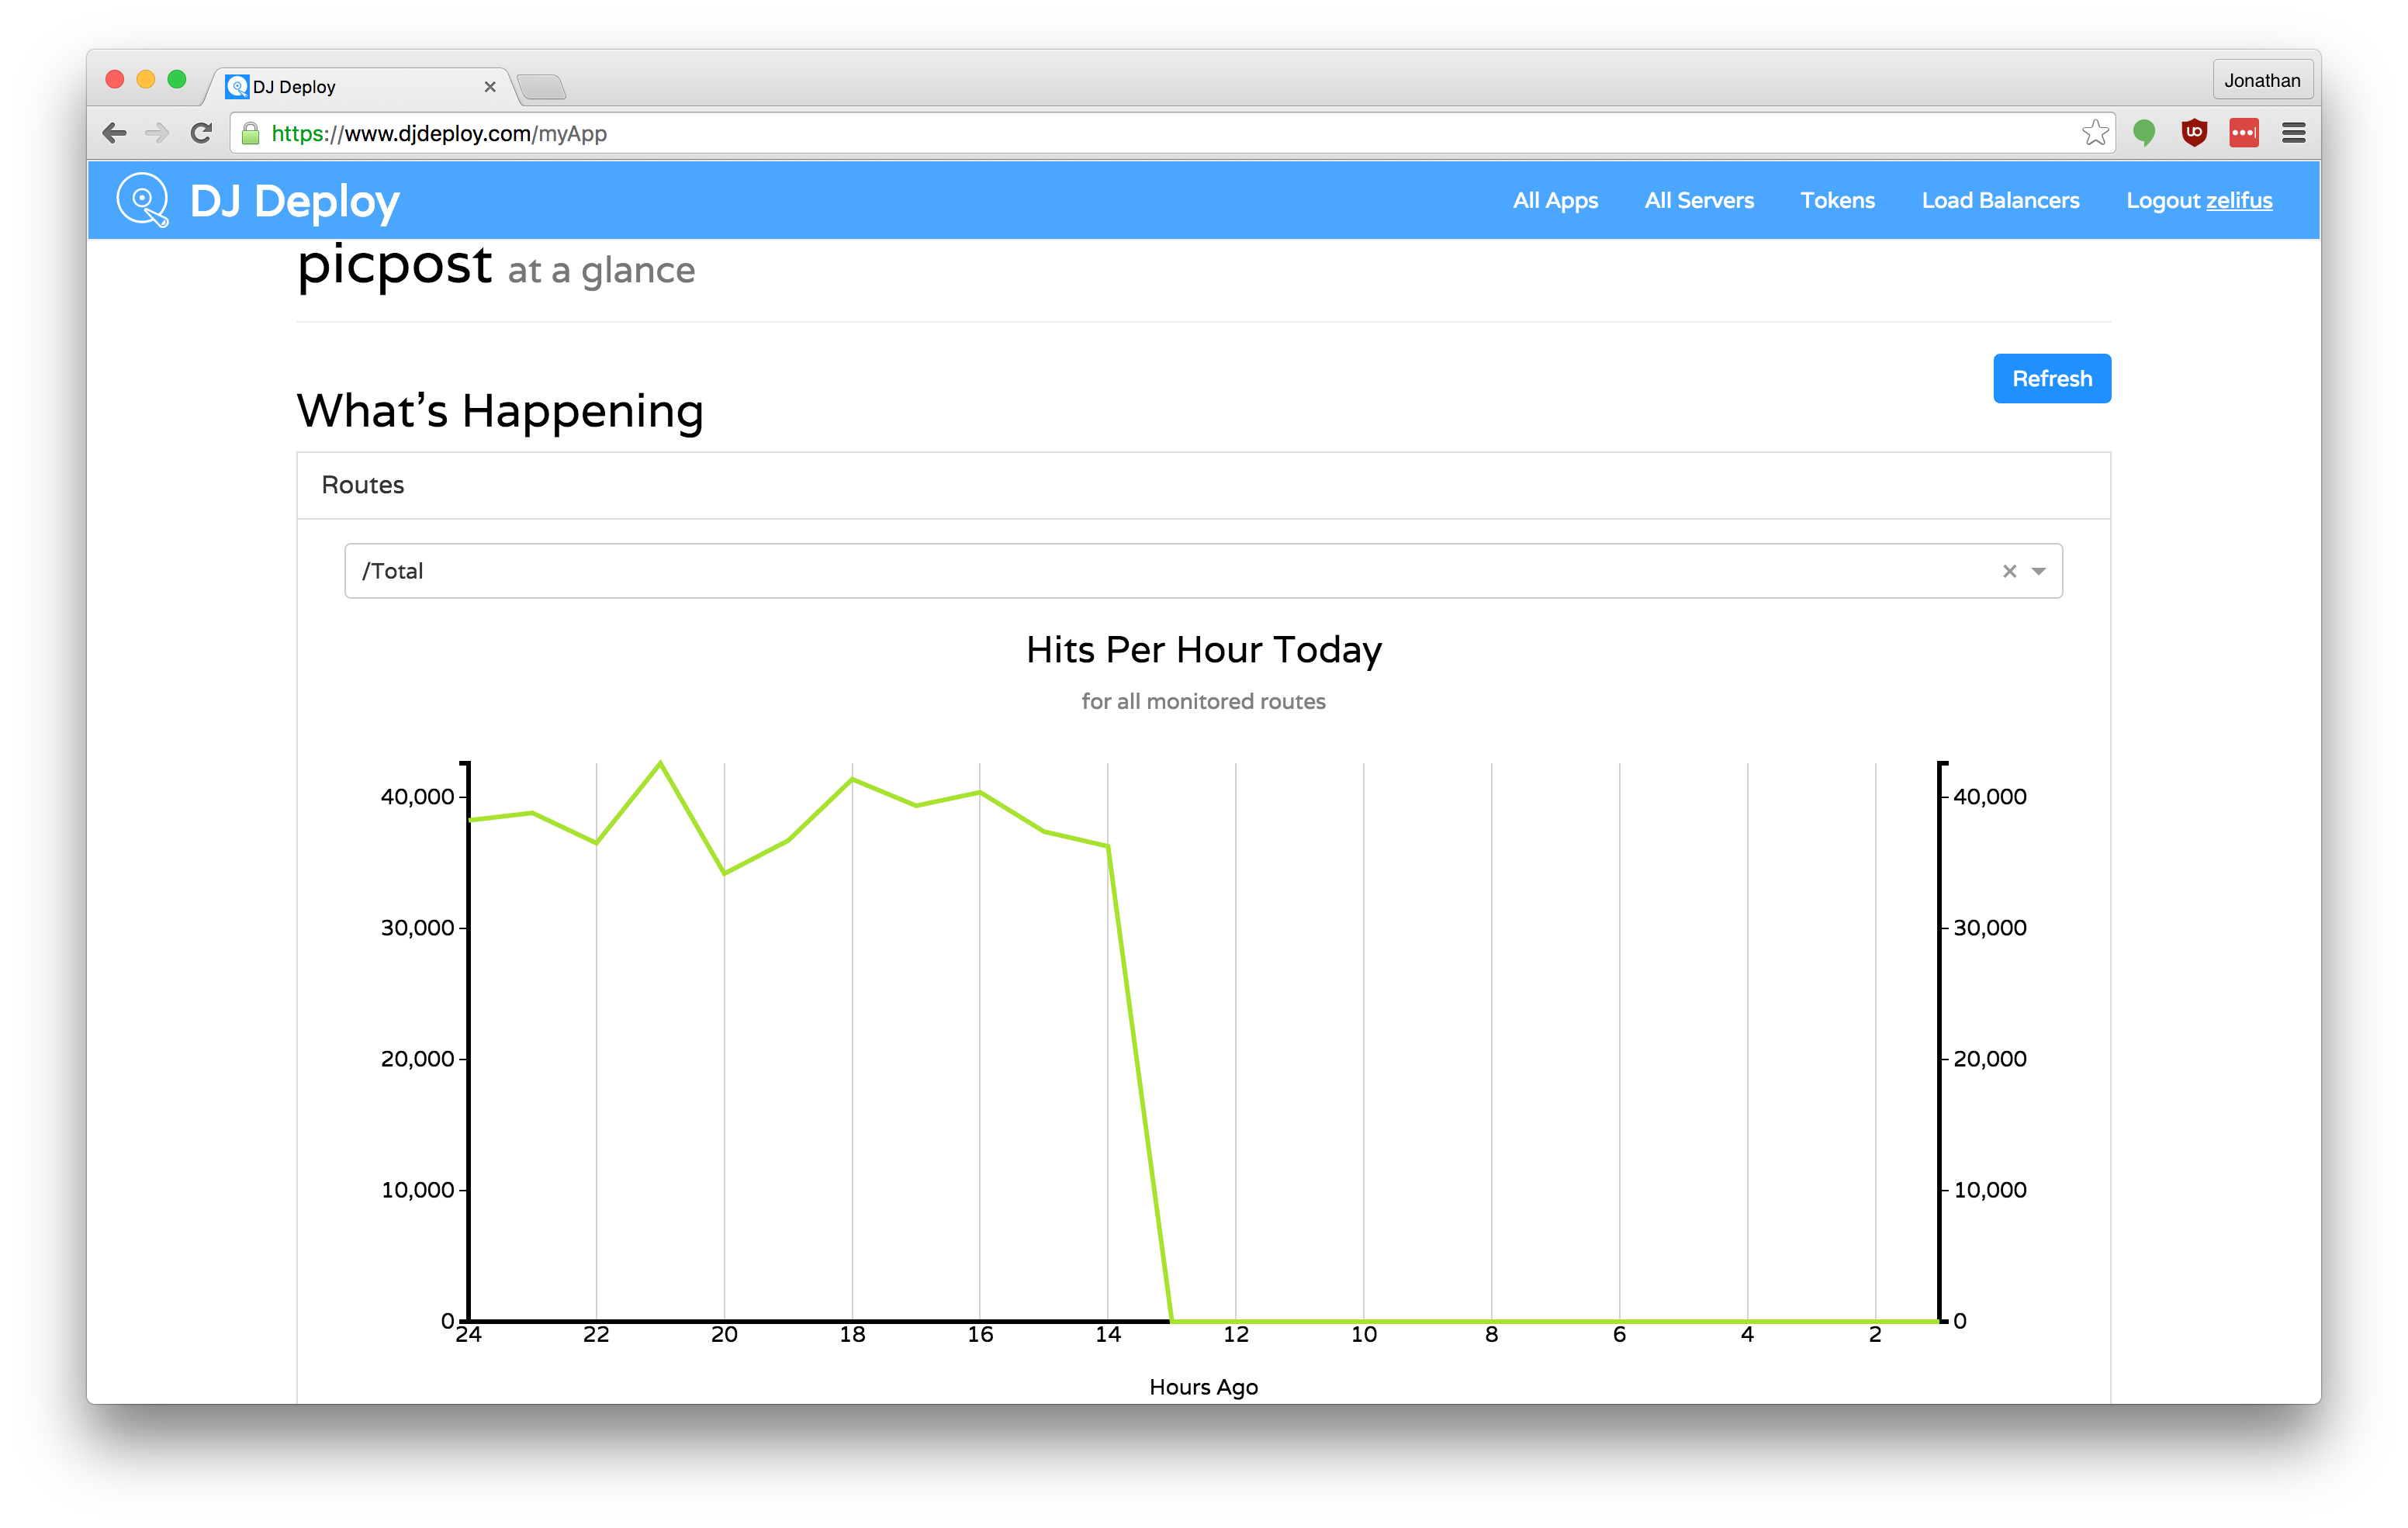 DJ Deploy
Jonathan
https://www.djdeploy.com/myApp
DJ Deploy
All Apps
All Servers
Tokens
Load Balancers
Logout zelifus
picpost at a glance
Refresh
What's Happening
Routes
/Total
Hits Per Hour Today
for all monitored routes
40,000
30,000
20,000
10,000
0
40,000
30,000
20,000
10,000
0
24 22 20 18 16 14 12 10 8 6 4 2
Hours Ago